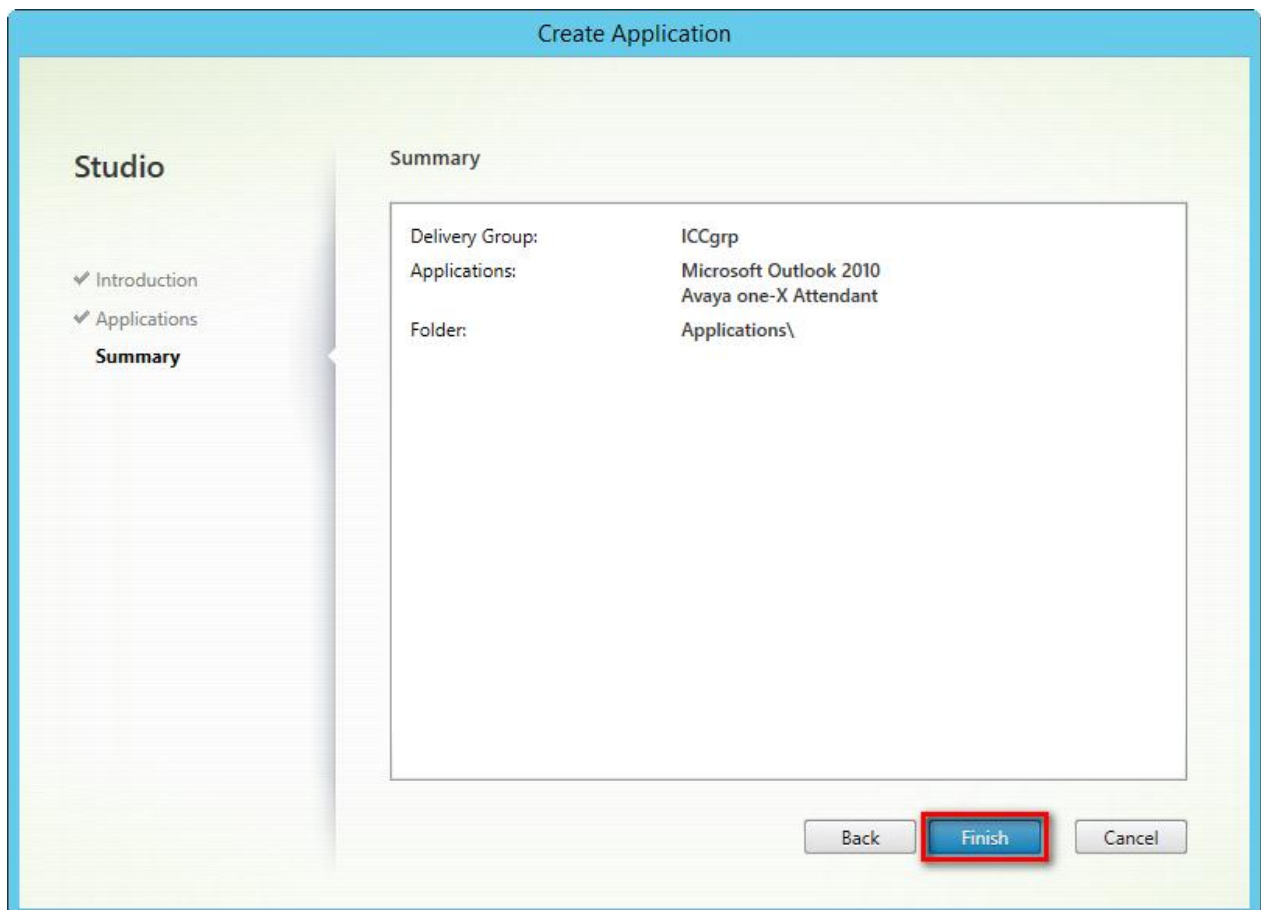 Create Application
Studio
Introduction
Applications
Summary
Summary
Delivery Group: ICCgrp
Applications: Microsoft Outlook 2010
Avaya one-X Attendant
Folder: Applications\
Back Finish Cancel